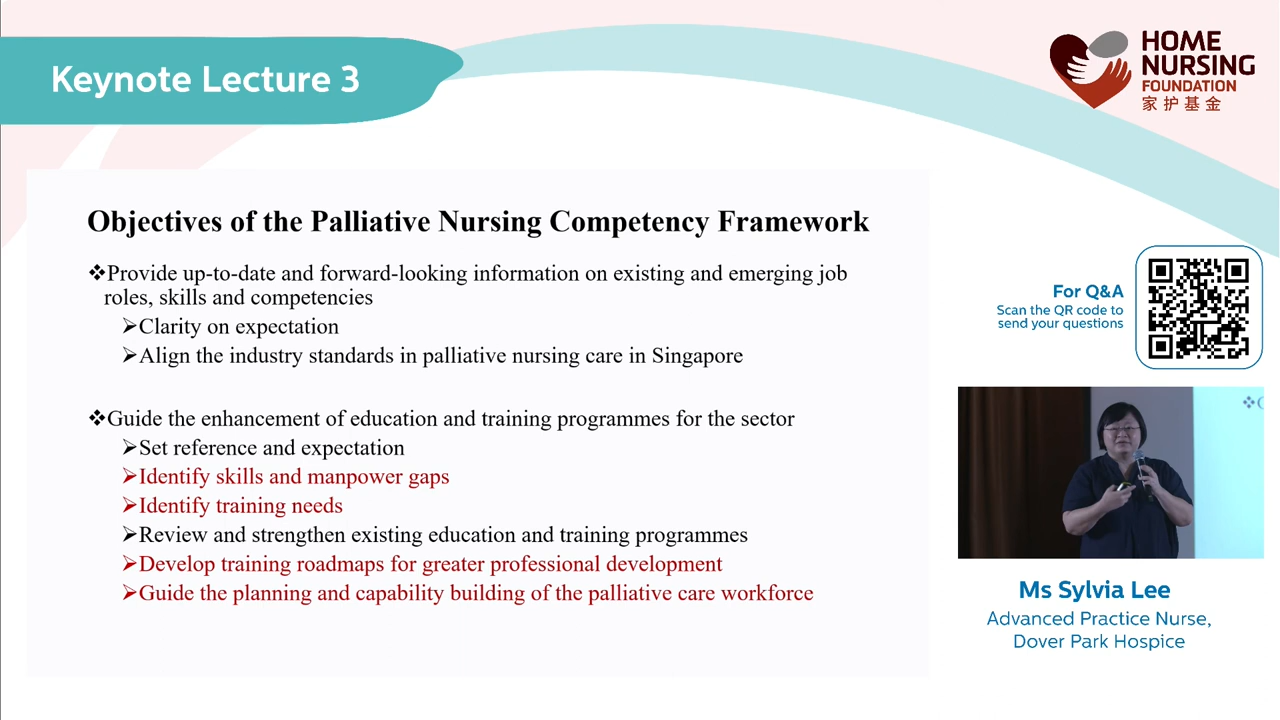 Keynote Lecture 3
HOME
NURSING
FOUNDATION
家护基金
Objectives of the Palliative Nursing Competency Framework
❖Provide up-to-date and forward-looking information on existing and emerging job
roles, skills and competencies
➢Clarity on expectation
➢Align the industry standards in palliative nursing care in Singapore
❖Guide the enhancement of education and training programmes for the sector
➢Set reference and expectation
➢Identify skills and manpower gaps
➢Identify training needs
➢Review and strengthen existing education and training programmes
➢Develop training roadmaps for greater professional development
➢Guide the planning and capability building of the palliative care workforce
For Q&A
Scan the QR code to
send your questions
Ms Sylvia Lee
Advanced Practice Nurse,
Dover Park Hospice